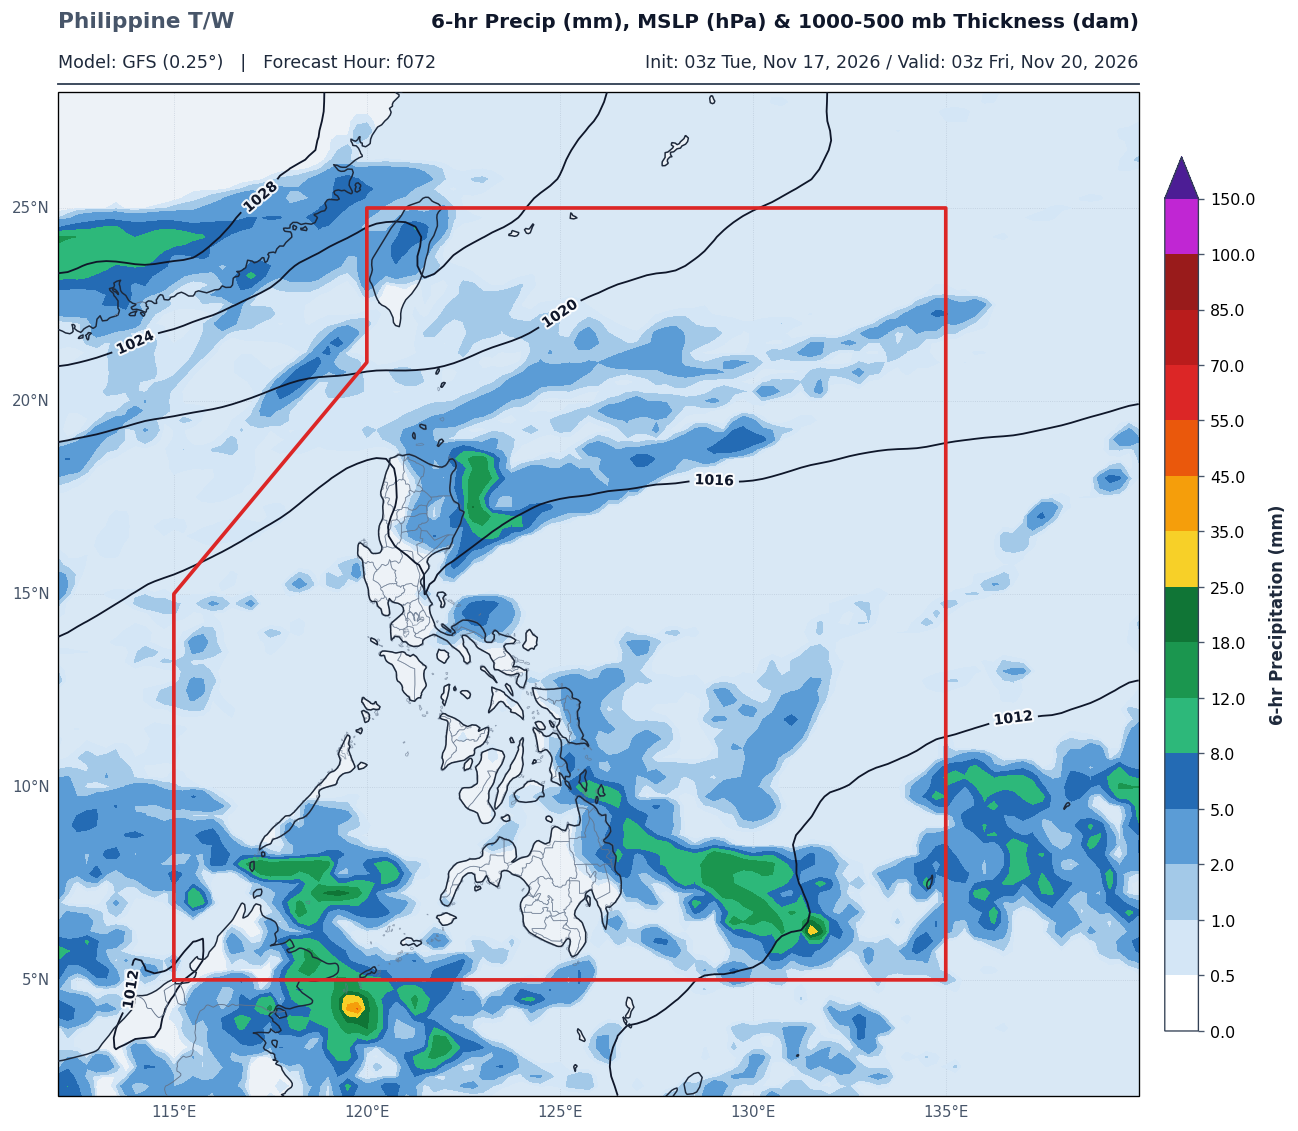 Philippine T/W
6-hr Precip (mm), MSLP (hPa) & 1000-500 mb Thickness (dam)
Model: GFS (0.25°) | Forecast Hour: f072
Init: 03z Tue, Nov 17, 2026 / Valid: 03z Fri, Nov 20, 2026
25°N
20°N
15°N
10°N
5°N
115°E
120°E
125°E
130°E
135°E
1028
1024
1020
1016
1012
1012
150.0
100.0
85.0
70.0
55.0
45.0
35.0
25.0
18.0
12.0
8.0
5.0
2.0
1.0
0.5
0.0
6-hr Precipitation (mm)